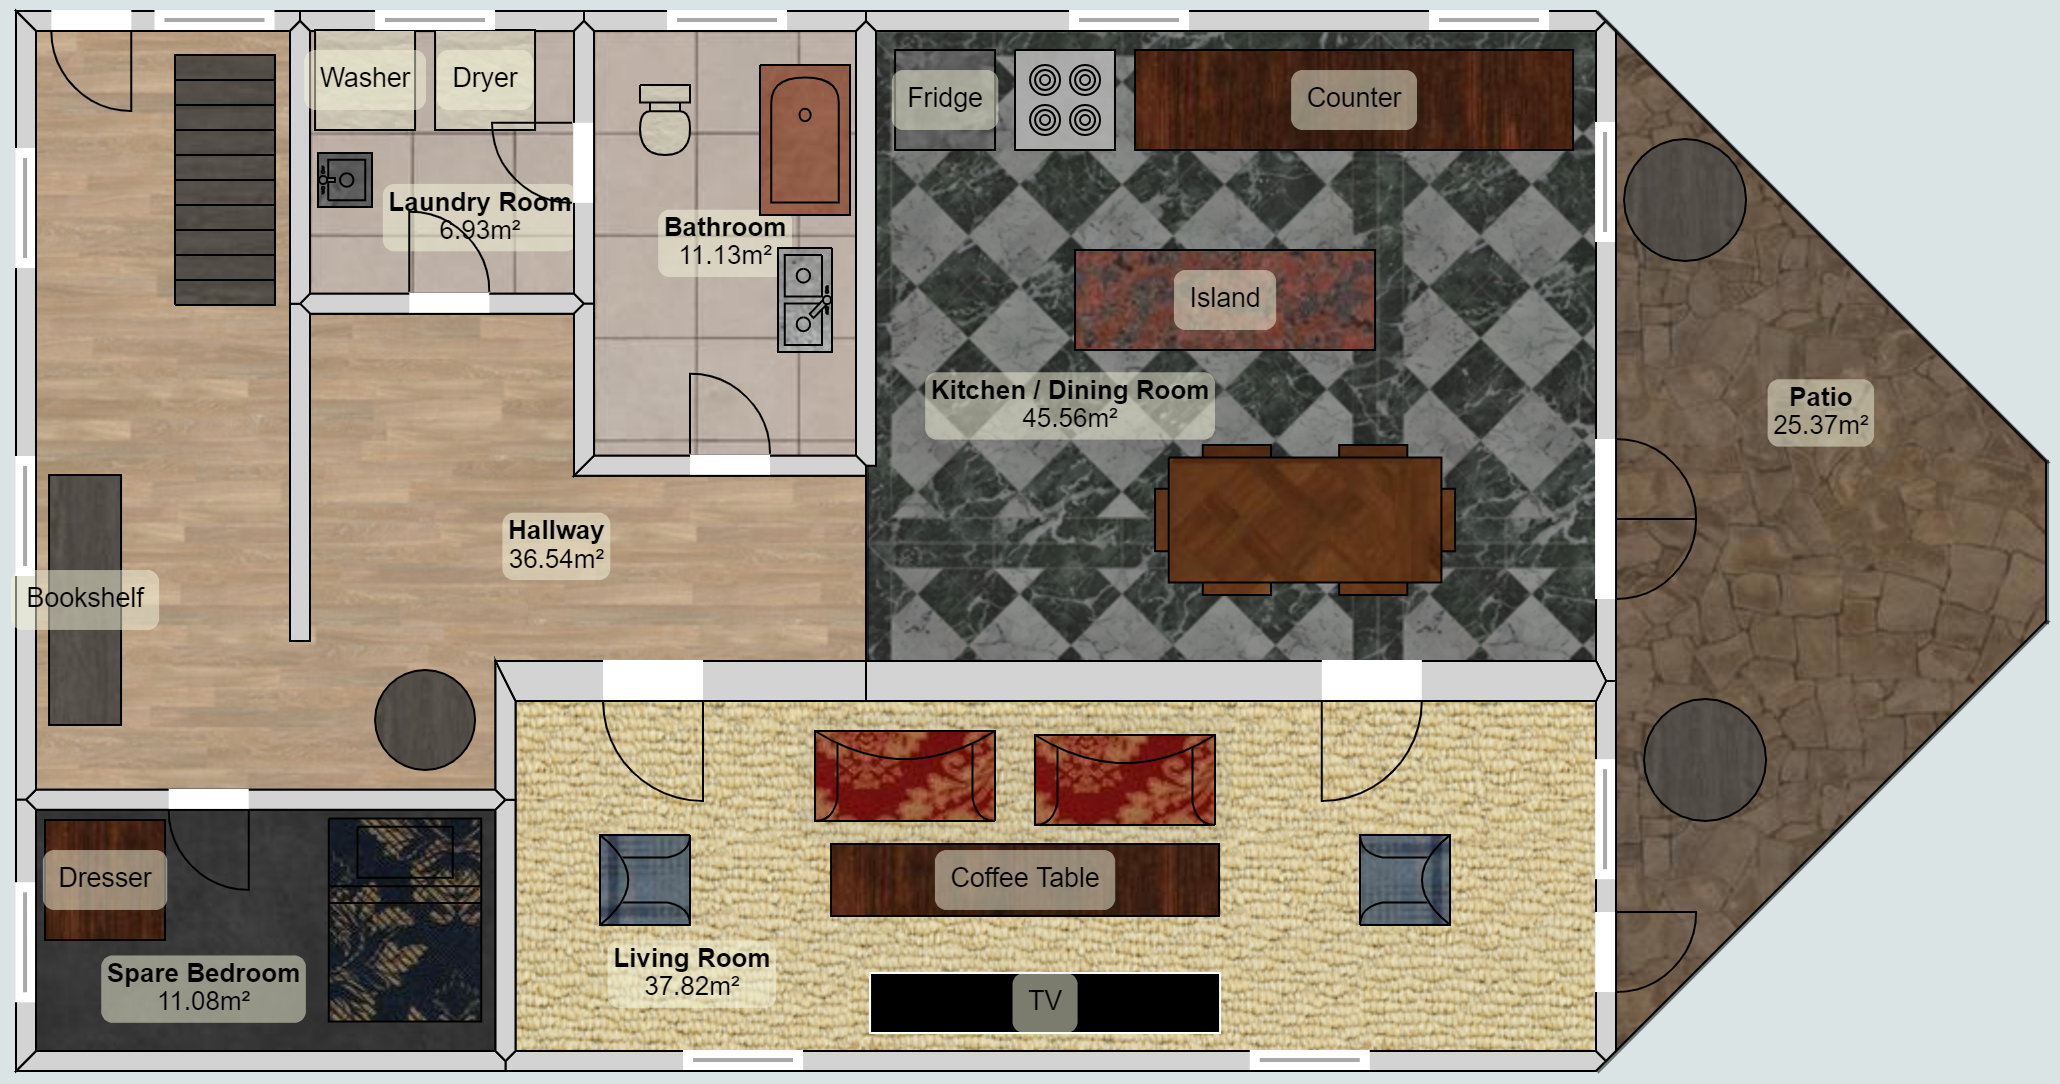 Washer
Dryer
Fridge
Counter
Laundry Room
6.93m²
Bathroom
11.13m²
Island
Kitchen / Dining Room
45.56m²
Patio
25.37m²
Hallway
36.54m²
Bookshelf
Dresser
Coffee Table
Spare Bedroom
11.08m²
Living Room
37.82m²
TV